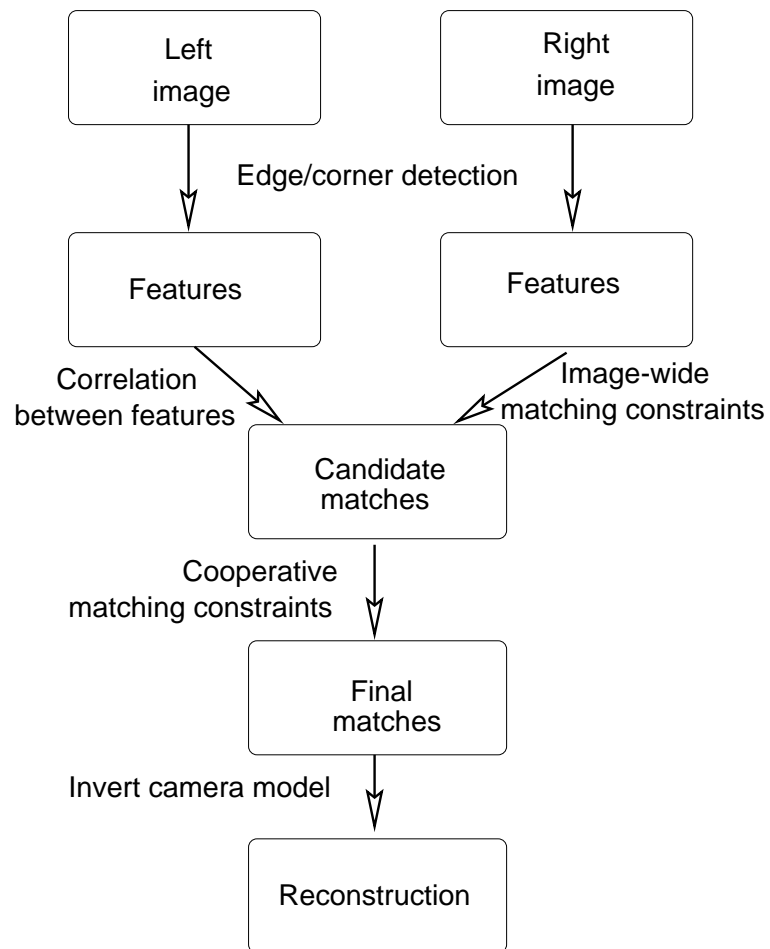 Left
image
Right
image
Edge/corner detection
Features
Features
Correlation
between features
Image-wide
matching constraints
Candidate
matches
Cooperative
matching constraints
Final
matches
Invert camera model
Reconstruction